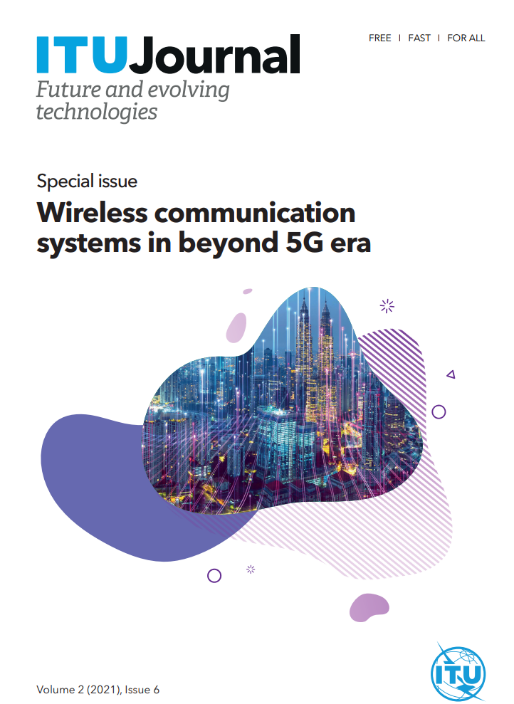 FREE I FAST I FOR ALL
ITUJournal
Future and evolving
technologies
Special issue
Wireless communication
systems in beyond 5G era
Volume 2 (2021), Issue 6
ITU